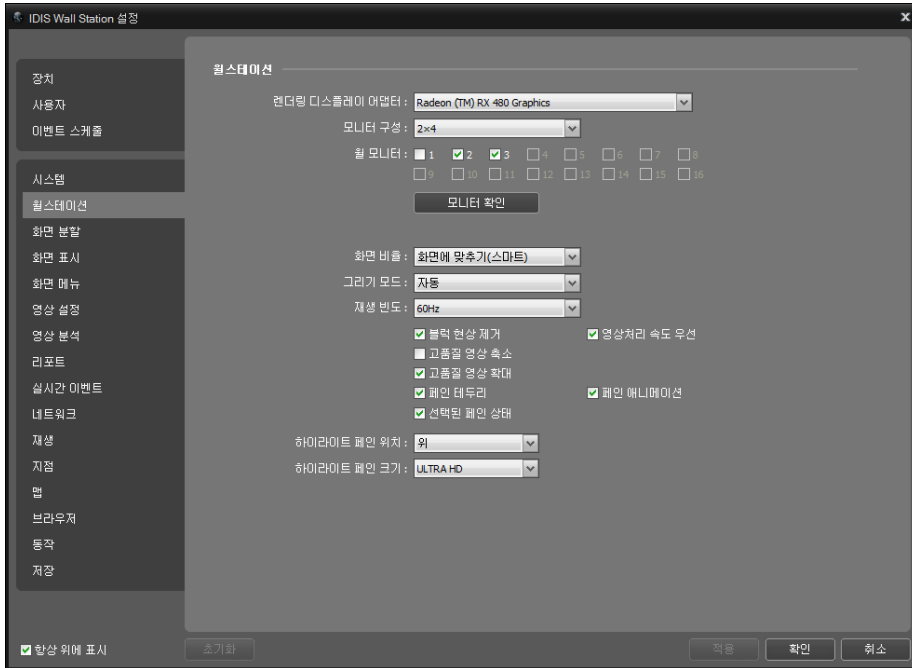 IDIS Wall Station 설정
장치
사용자
이벤트 스케줄
시스템
월스테이션
화면 분할
화면 표시
화면 메뉴
영상 설정
영상 분석
리포트
실시간 이벤트
네트워크
재생
지점
맵
브라우저
동작
저장
항상 위에 표시
월스테이션
렌더링 디스플레이 어댑터 : Radeon (TM) RX 480 Graphics
모니터 구성 : 2×4
월 모니터 : 1 2 3 4 5 6 7 8
9 10 11 12 13 14 15 16
모니터 확인
화면 비율 : 화면에 맞추기(스마트)
그리기 모드 : 자동
재생 빈도 : 60Hz
블럭 현상 제거 영상처리 속도 우선
고품질 영상 축소
고품질 영상 확대
페인 테두리 페인 애니메이션
선택된 페인 상태
하이라이트 페인 위치 : 위
하이라이트 페인 크기 : ULTRA HD
초기화 적용 확인 취소